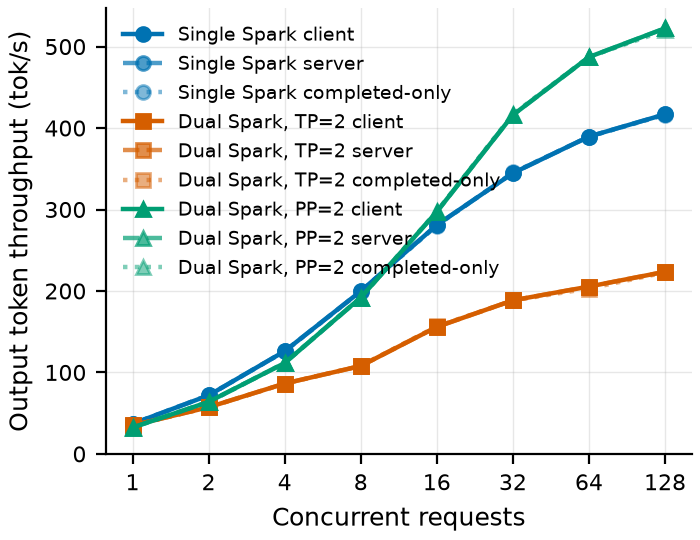 Output token throughput (tok/s)
500
400
300
200
100
0
Single Spark client
Single Spark server
Single Spark completed-only
Dual Spark, TP=2 client
Dual Spark, TP=2 server
Dual Spark, TP=2 completed-only
Dual Spark, PP=2 client
Dual Spark, PP=2 server
Dual Spark, PP=2 completed-only
1 2 4 8 16 32 64 128
Concurrent requests